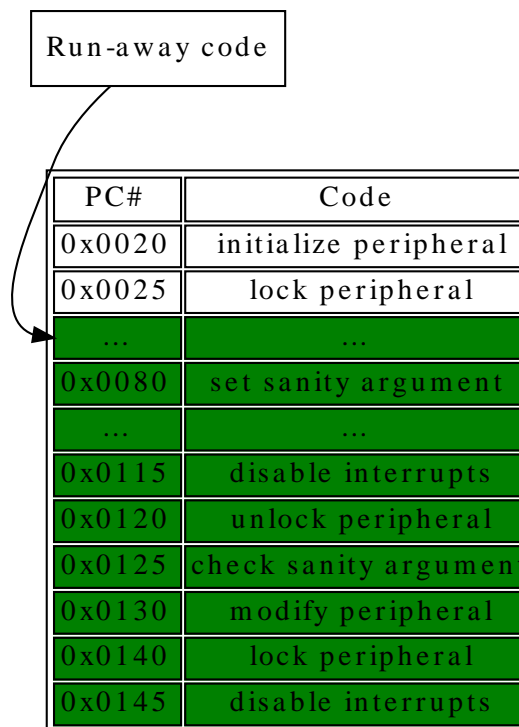 Run-away code
PC# Code
0x0020 initialize peripheral
0x0025 lock peripheral
... ...
0x0080 set sanity argument
... ...
0x0115 disable interrupts
0x0120 unlock peripheral
0x0125 check sanity argumen
0x0130 modify peripheral
0x0140 lock peripheral
0x0145 disable interrupts